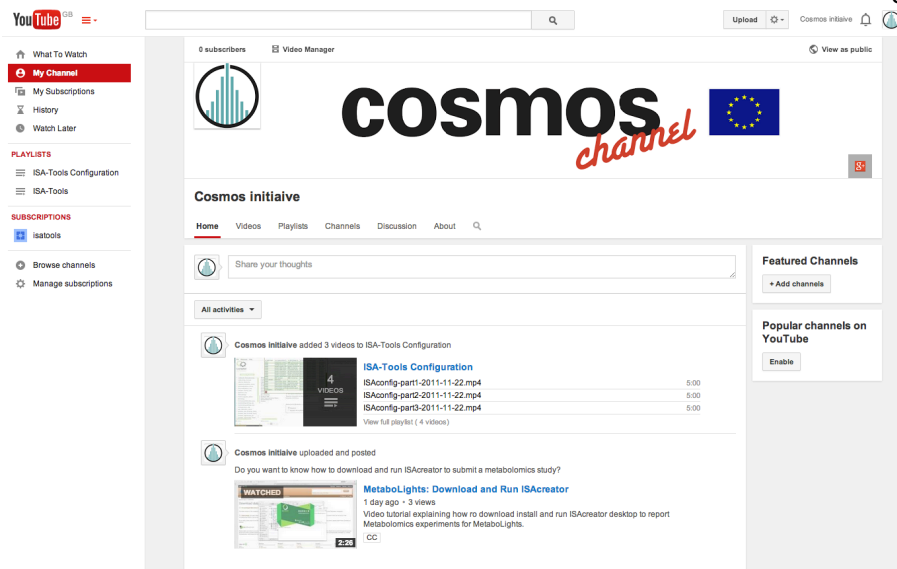 YouTube GB
Upload
Cosmos initiaive
What To Watch
My Channel
My Subscriptions
History
Watch Later
PLAYLISTS
ISA-Tools Configuration
ISA-Tools
SUBSCRIPTIONS
isatools
Browse channels
Manage subscriptions
0 subscribers
Video Manager
View as public
cosmos
channel
g+
Cosmos initiaive
Home
Videos
Playlists
Channels
Discussion
About
Share your thoughts
All activities
Cosmos initiaive added 3 videos to ISA-Tools Configuration
4
VIDEOS
ISA-Tools Configuration
ISAconfig-part1-2011-11-22.mp4 5:00
ISAconfig-part2-2011-11-22.mp4 5:00
ISAconfig-part3-2011-11-22.mp4 5:00
View full playlist ( 4 videos)
Cosmos initiaive uploaded and posted
Do you want to know how to download and run ISAcreator to submit a metabolomics study?
WATCHED
2:26
MetaboLights: Download and Run ISAcreator
1 day ago • 3 views
Video tutorial explaining how ro download install and run ISAcreator desktop to report
Metabolomics experiments for MetaboLights.
CC
Featured Channels
+ Add channels
Popular channels on
YouTube
Enable